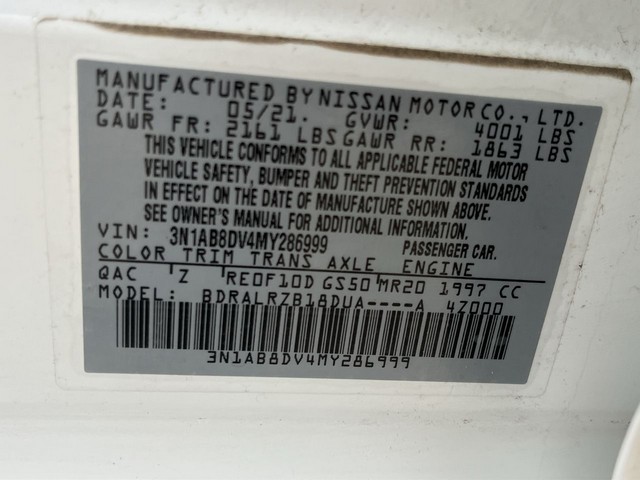 MANUFACTURED BY NISSAN MOTOR CO., LTD.
DATE: 05/21. GVWR: 4001 LBS
GAWR FR: 2161 LBS GAWR RR: 1863 LBS
THIS VEHICLE CONFORMS TO ALL APPLICABLE FEDERAL MOTOR
VEHICLE SAFETY, BUMPER AND THEFT PREVENTION STANDARDS
IN EFFECT ON THE DATE OF MANUFACTURE SHOWN ABOVE.
SEE OWNER'S MANUAL FOR ADDITIONAL INFORMATION.
VIN: 3N1AB8DV4MY286999 PASSENGER CAR.
COLOR TRIM TRANS AXLE ENGINE
QAC Z RE0F10D GS50 MR20 1997 CC
MODEL: BDRALRZB18DUA----A 4Z000
3N1AB8DV4MY286999